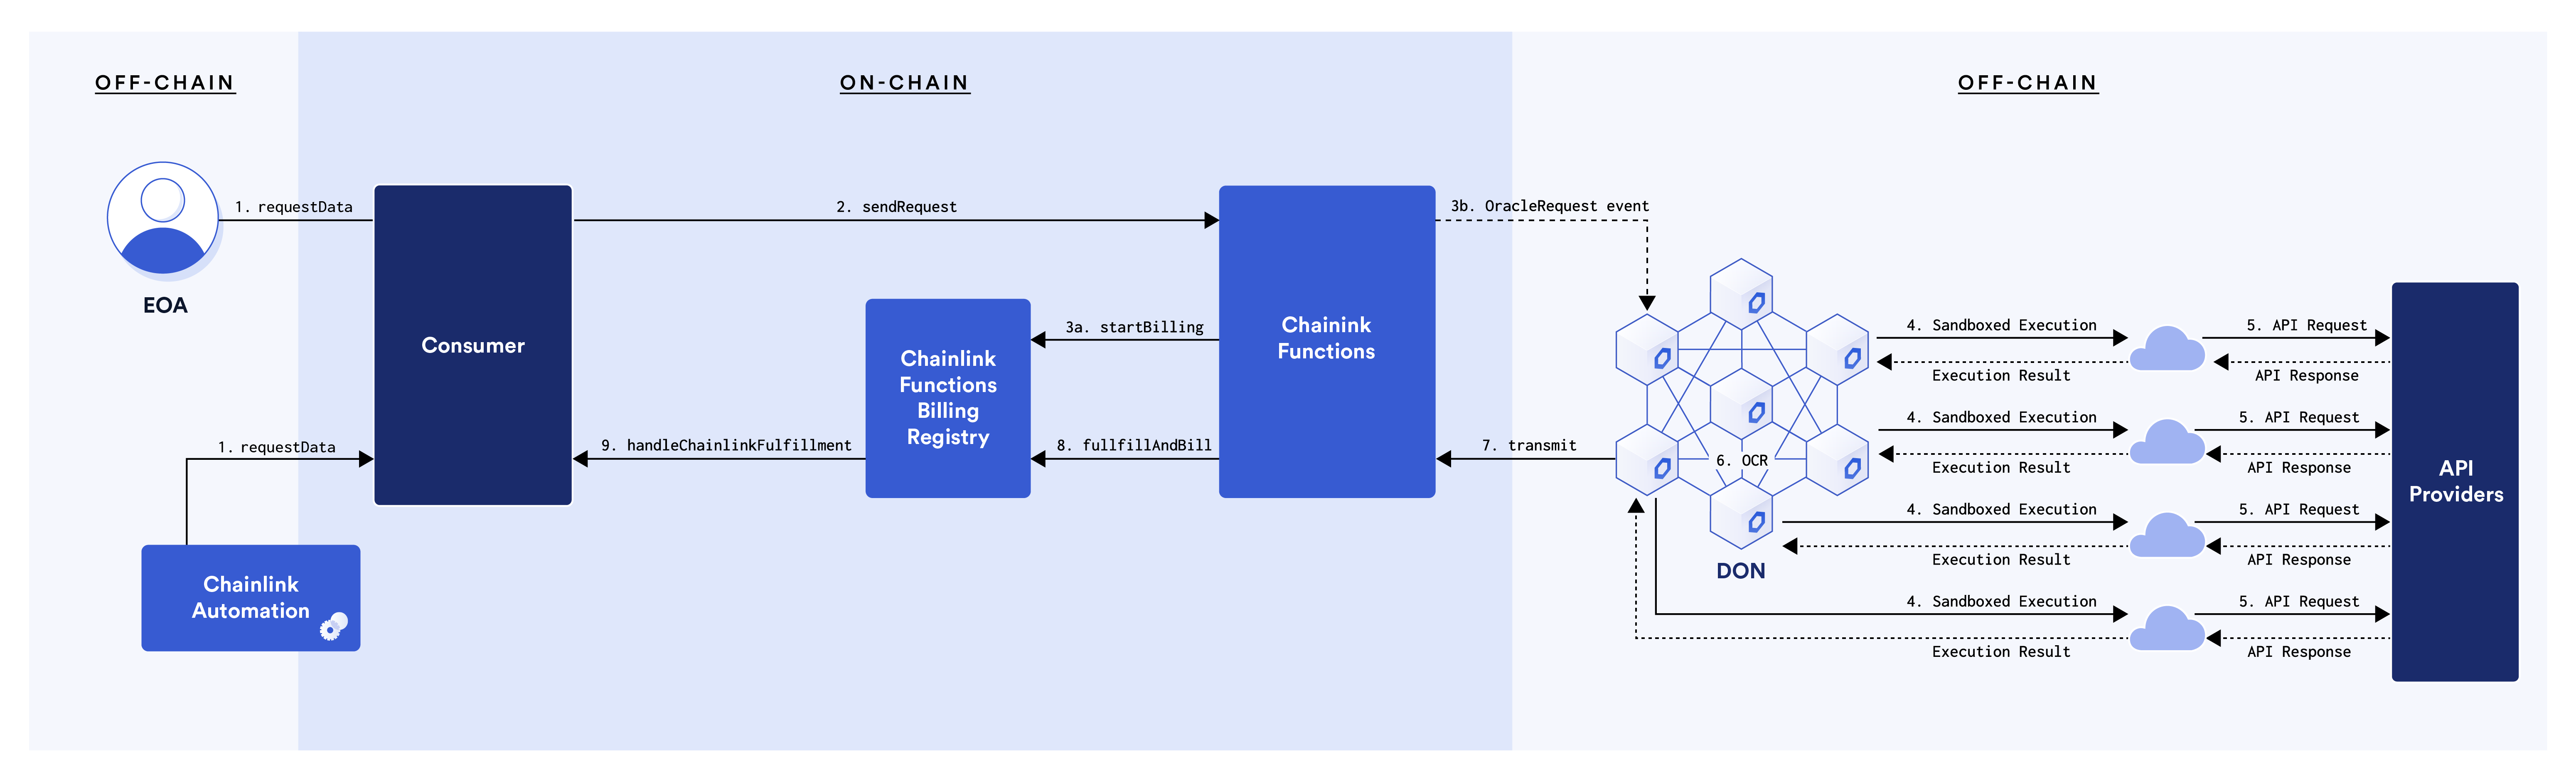 OFF-CHAIN
ON-CHAIN
OFF-CHAIN
1. requestData
EOA
2. sendRequest
3b. OracleRequest event
Consumer
3a. startBilling
Chainink
Functions
Chainlink
Functions
Billing
Registry
1. requestData
9. handleChainlinkFulfillment
8. fullfillAndBill
7. transmit
Chainlink
Automation
6. OCR
DON
4. Sandboxed Execution
5. API Request
Execution Result
API Response
4. Sandboxed Execution
5. API Request
Execution Result
API Response
4. Sandboxed Execution
5. API Request
Execution Result
API Response
4. Sandboxed Execution
5. API Request
Execution Result
API Response
API
Providers